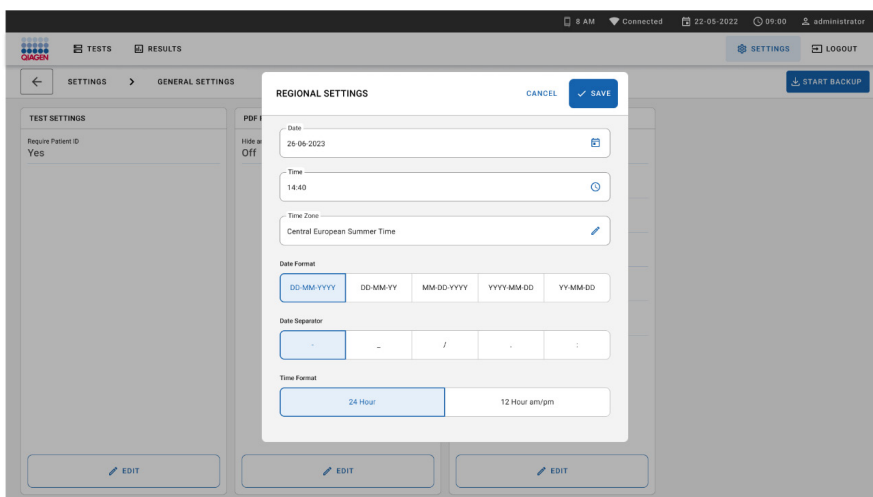 8 AM Connected 22-05-2022 09:00 administrator
QIAGEN TESTS RESULTS SETTINGS LOGOUT
SETTINGS > GENERAL SETTINGS START BACKUP
REGIONAL SETTINGS CANCEL SAVE
TEST SETTINGS
Require Patient ID
Yes
PDF
Hide
Off
Date
26-06-2023
Time
14:40
Time Zone
Central European Summer Time
Date Format
DD-MM-YYYY DD-MM-YY MM-DD-YYYY YYYY-MM-DD YY-MM-DD
Date Separator
- _ / . :
Time Format
24 Hour 12 Hour am/pm
EDIT EDIT EDIT